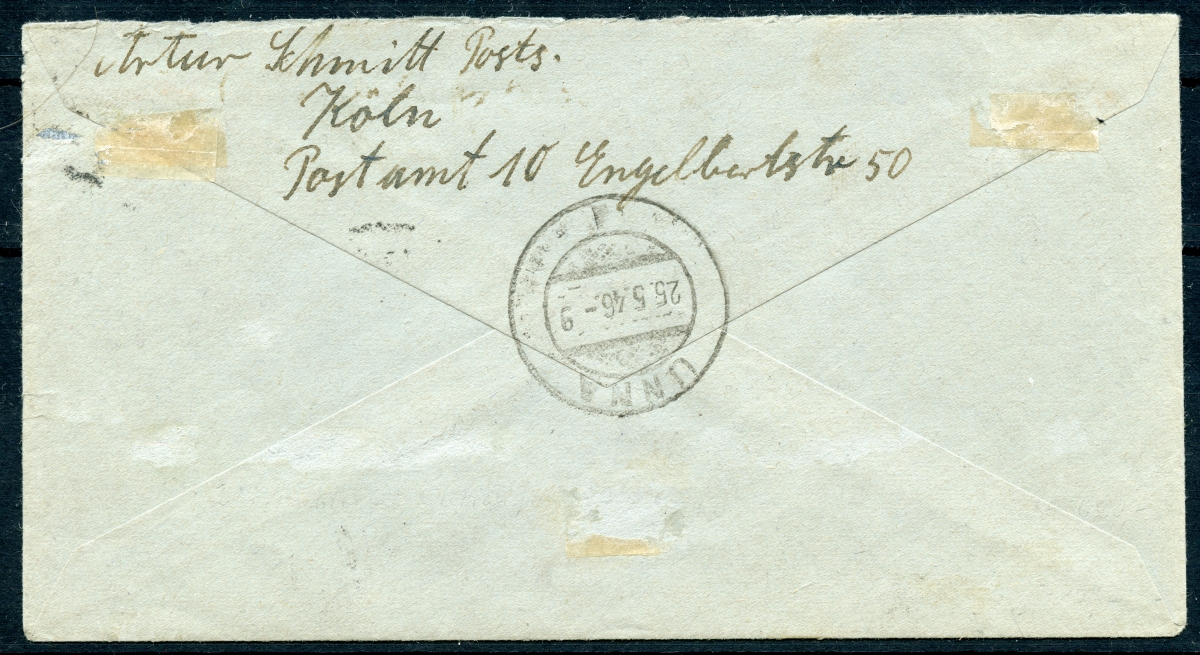 Artur Schmitt Posts.
Köln
Postamt 10 Engelbertstr 50
UNNA
25.5.46.-9